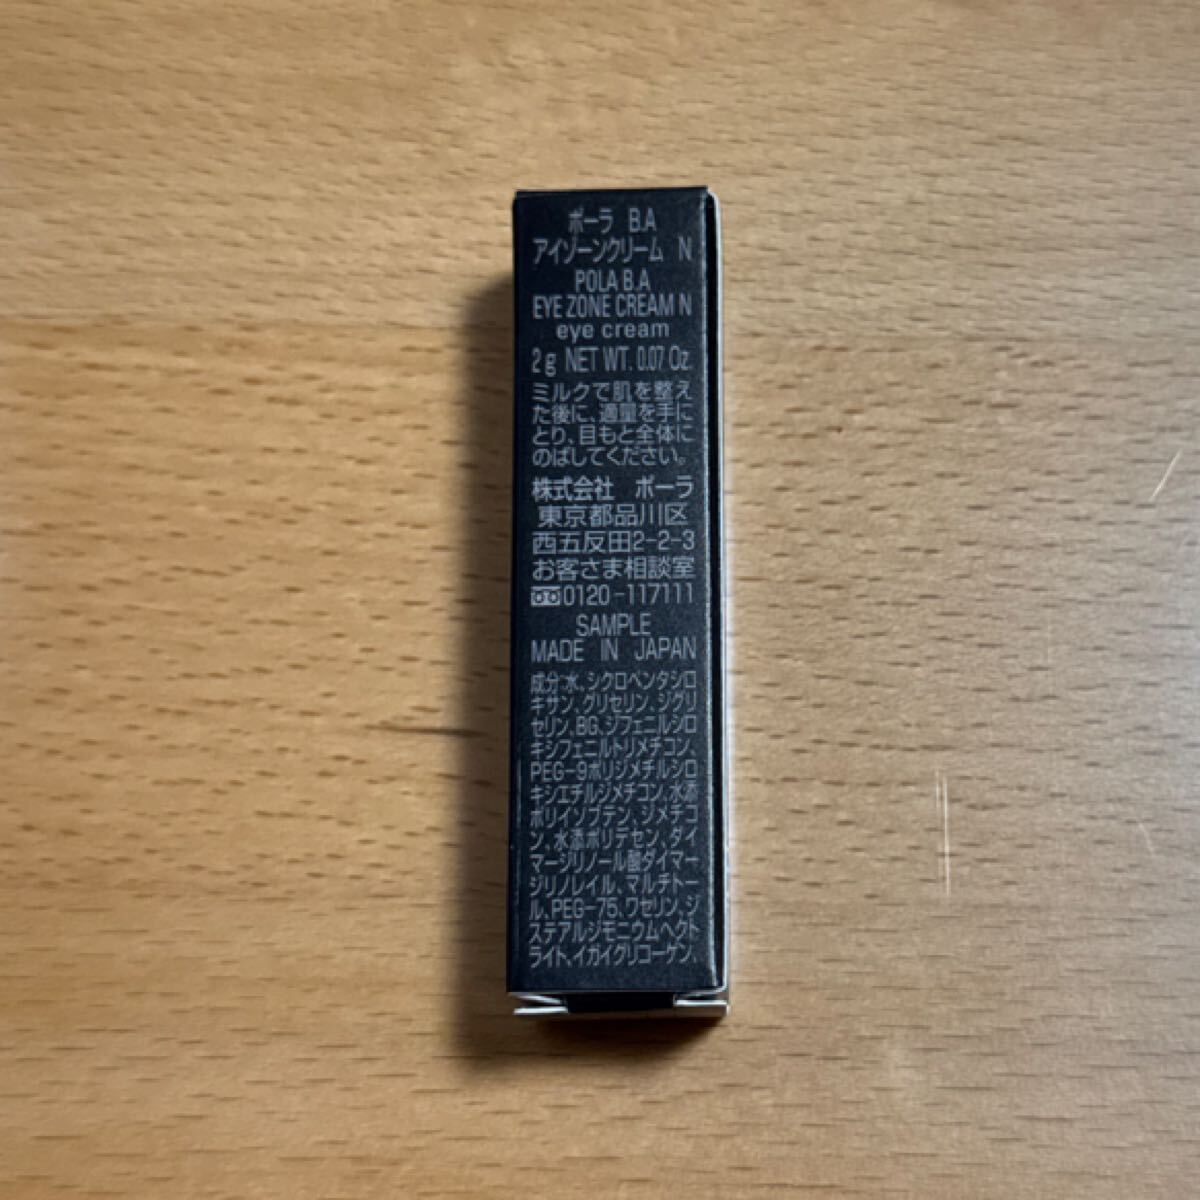 ポーラ B.A
アイゾーンクリーム N
POLA B.A
EYE ZONE CREAM N
eye cream
2g NET WT. 0.07 Oz.
ミルクで肌を整え
た後に、適量を手に
とり、目もと全体に
のばしてください。
株式会社 ポーラ
東京都品川区
西五反田2-2-3
お客さま相談室
0120-117111
SAMPLE
MADE IN JAPAN
成分:水、シクロペンタシロ
キサン、グリセリン、ジグリ
セリン、BG、ジフェニルシロ
キシフェニルトリメチコン、
PEG-9ポリジメチルシロ
キシエチルジメチコン、水添
ポリイソブテン、ジメチコ
ン、水添ポリデセン、ダイ
マージリノール酸ダイマー
ジリノレイル、マルチトー
ル、PEG-75、ワセリン、ジ
ステアルジモニウムヘクト
ライト、イガイグリコーゲン、